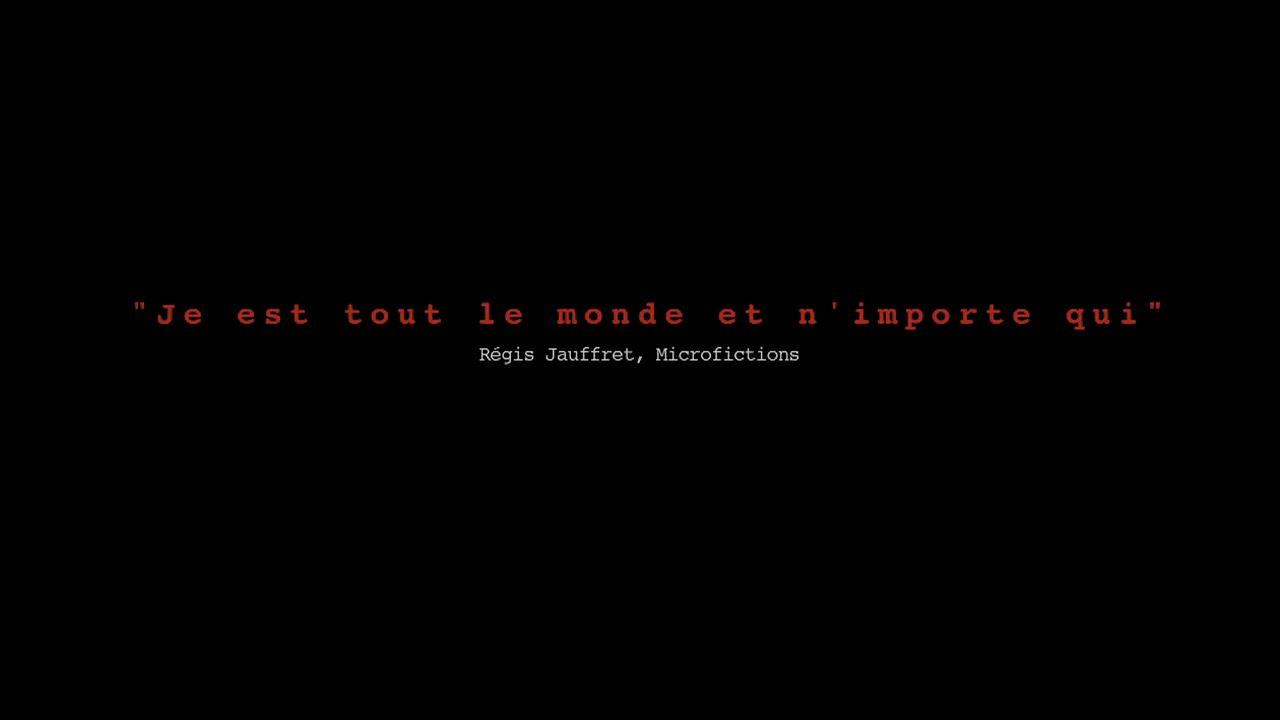 "Je est tout le monde et n'importe qui"
Régis Jauffret, Microfictions